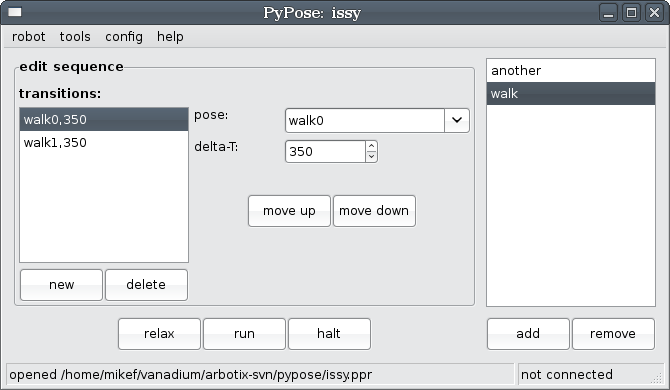 PyPose: issy
robot tools config help
edit sequence
transitions:
walk0,350
walk1,350
pose: walk0
delta-T: 350
move up move down
new delete
another
walk
relax run halt
add remove
opened /home/mikef/vanadium/arbotix-svn/pypose/issy.ppr not connected